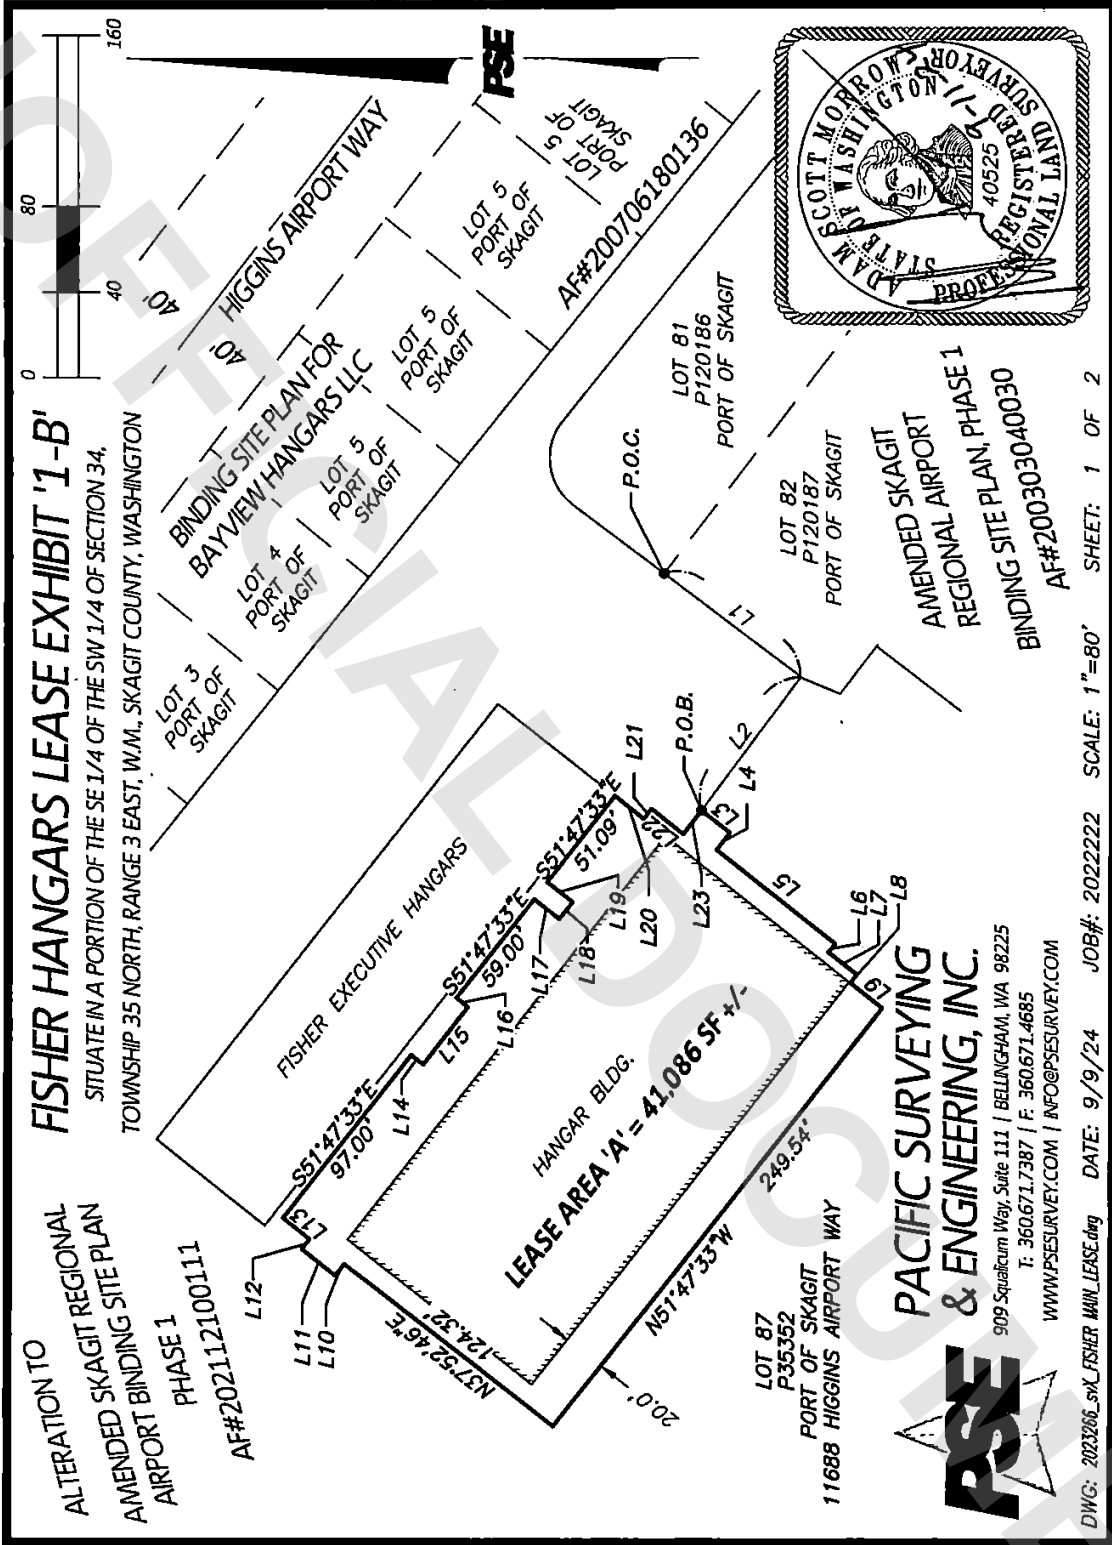 FISHER HANGARS LEASE EXHIBIT '1-B'
SITUATE IN A PORTION OF THE SE 1/4 OF THE SW 1/4 OF SECTION 34,
TOWNSHIP 35 NORTH, RANGE 3 EAST, W.M., SKAGIT COUNTY, WASHINGTON
0
40
80
160
ALTERATION TO
AMENDED SKAGIT REGIONAL
AIRPORT BINDING SITE PLAN
PHASE 1
AF#202112100111
BINDING SITE PLAN FOR
BAYVIEW HANGARS LLC
40'
40'
HIGGINS AIRPORT WAY
PSE
LOT 3
PORT OF
SKAGIT
LOT 4
PORT OF
SKAGIT
LOT 5
PORT OF
SKAGIT
LOT 5
PORT OF
SKAGIT
LOT 5
PORT OF
SKAGIT
LOT 5
PORT OF
SKAGIT
AF#200706180136
FISHER EXECUTIVE HANGARS
L12
L13
S51°47'33"E
97.00'
L14
L15
L16
S51°47'33"E
59.00'
L17
L18
L19
S51°47'33"E
51.09'
L20
L21
L22
L23
P.O.B.
L2
L1
P.O.C.
L3
L4
L5
L6
L7
L8
L9
L11
L10
N37°52'46"E
124.32'
HANGAR BLDG.
LEASE AREA 'A' = 41,086 SF +/-
N51°47'33"W
249.54'
20.0'
LOT 87
P35352
PORT OF SKAGIT
11688 HIGGINS AIRPORT WAY
LOT 81
P120186
PORT OF SKAGIT
LOT 82
P120187
PORT OF SKAGIT
AMENDED SKAGIT
REGIONAL AIRPORT
BINDING SITE PLAN, PHASE 1
AF#200303040030
ADAM SCOTT MORROW
STATE OF WASHINGTON
40525
REGISTERED
PROFESSIONAL LAND SURVEYOR
PSE
PACIFIC SURVEYING
& ENGINEERING, INC.
909 Squalicum Way, Suite 111 | BELLINGHAM, WA 98225
T: 360.671.7387 | F: 360.671.4685
WWW.PSESURVEY.COM | INFO@PSESURVEY.COM
DWG: 2023266_svX_FISHER MAIN_LEASE.dwg DATE: 9/9/24 JOB#: 2022222 SCALE: 1"=80' SHEET: 1 OF 2